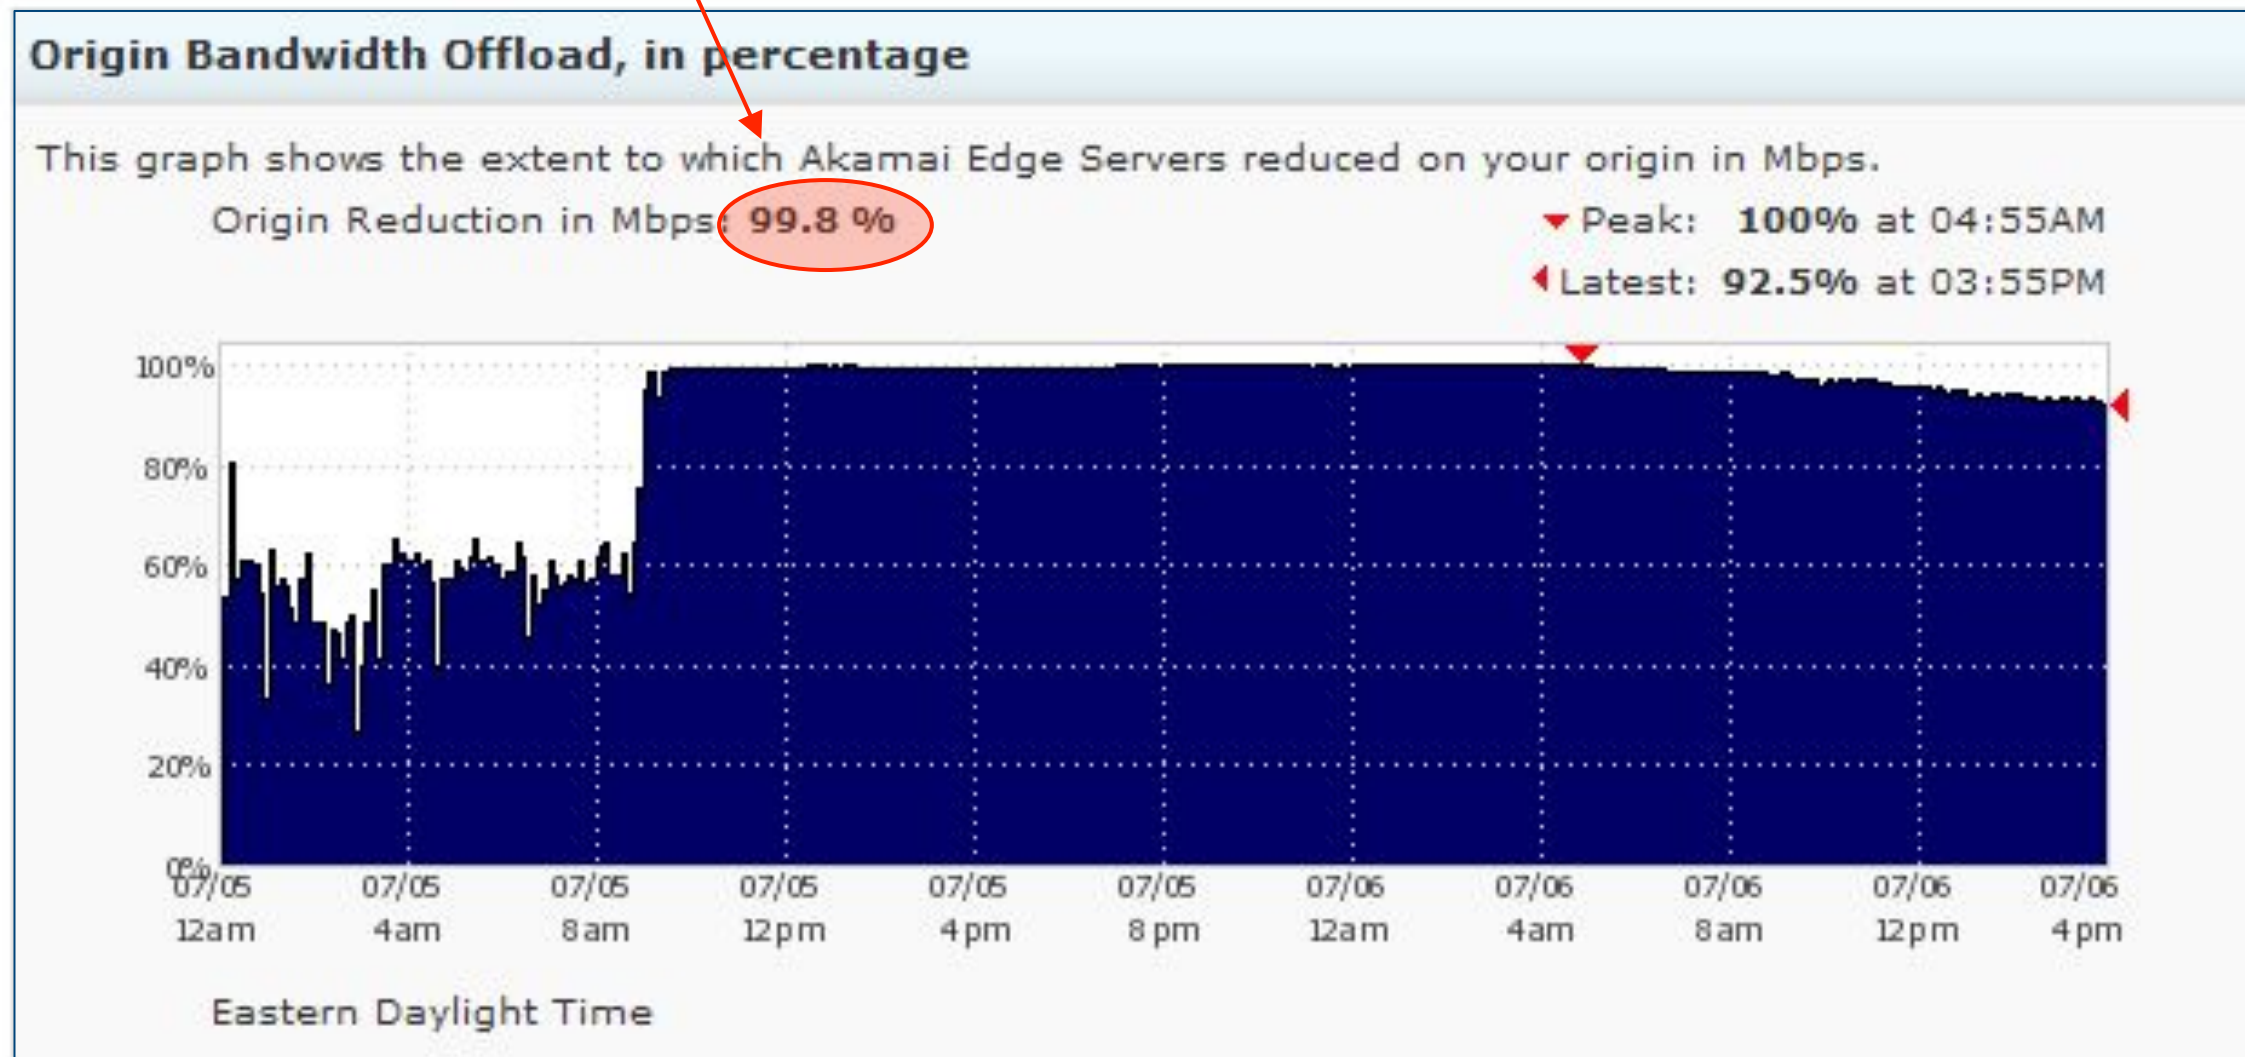 Origin Bandwidth Offload, in percentage
This graph shows the extent to which Akamai Edge Servers reduced on your origin in Mbps.
Origin Reduction in Mbps: 99.8 %
Peak: 100% at 04:55AM
Latest: 92.5% at 03:55PM
100%
80%
60%
40%
20%
0%
07/05 07/05 07/05 07/05 07/05 07/05 07/06 07/06 07/06 07/06 07/06
12am 4am 8am 12pm 4pm 8pm 12am 4am 8am 12pm 4pm
Eastern Daylight Time